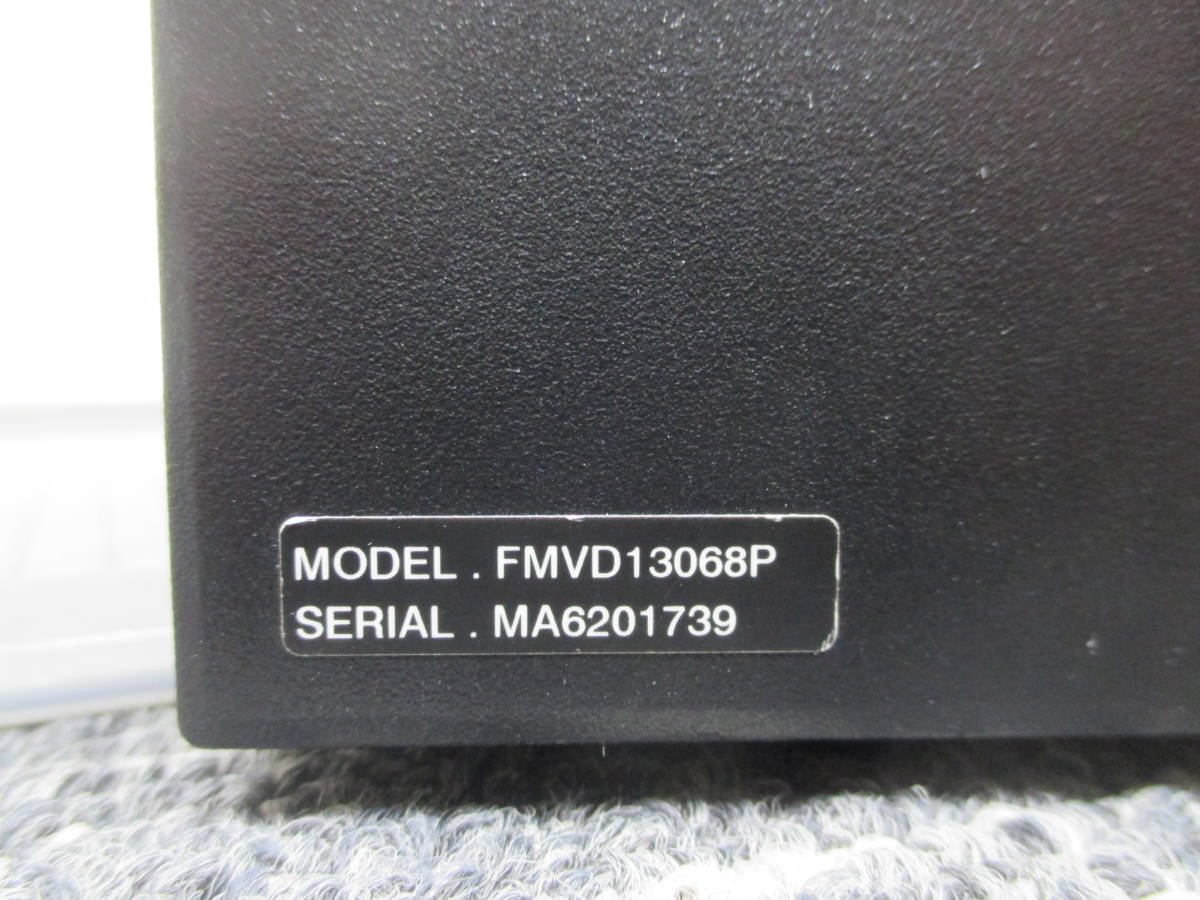 MODEL . FMVD13068P
SERIAL . MA6201739